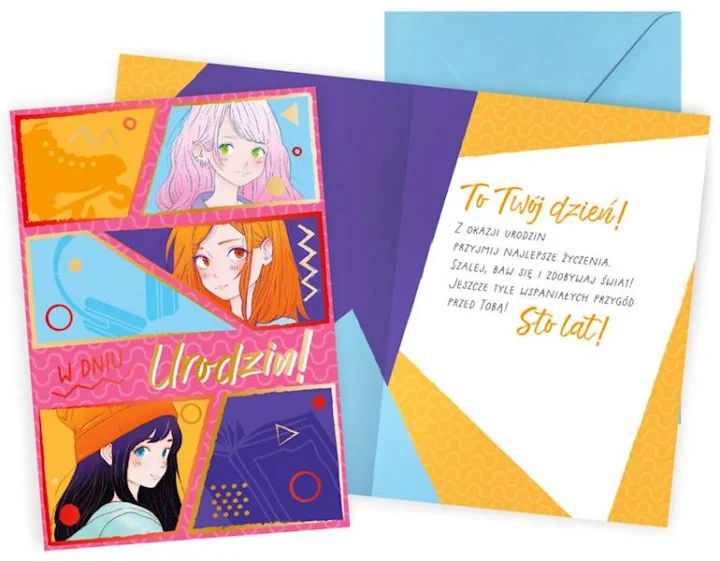 W DNIU
Urodzin!
To Twój dzień!
Z OKAZJI URODZIN
PRZYJMIJ NAJLEPSZE ŻYCZENIA.
SZALEJ, BAW SIĘ I ZDOBYWAJ ŚWIAT!
JESZCZE TYLE WSPANIAŁYCH PRZYGÓD
PRZED TOBĄ!
Sto lat!